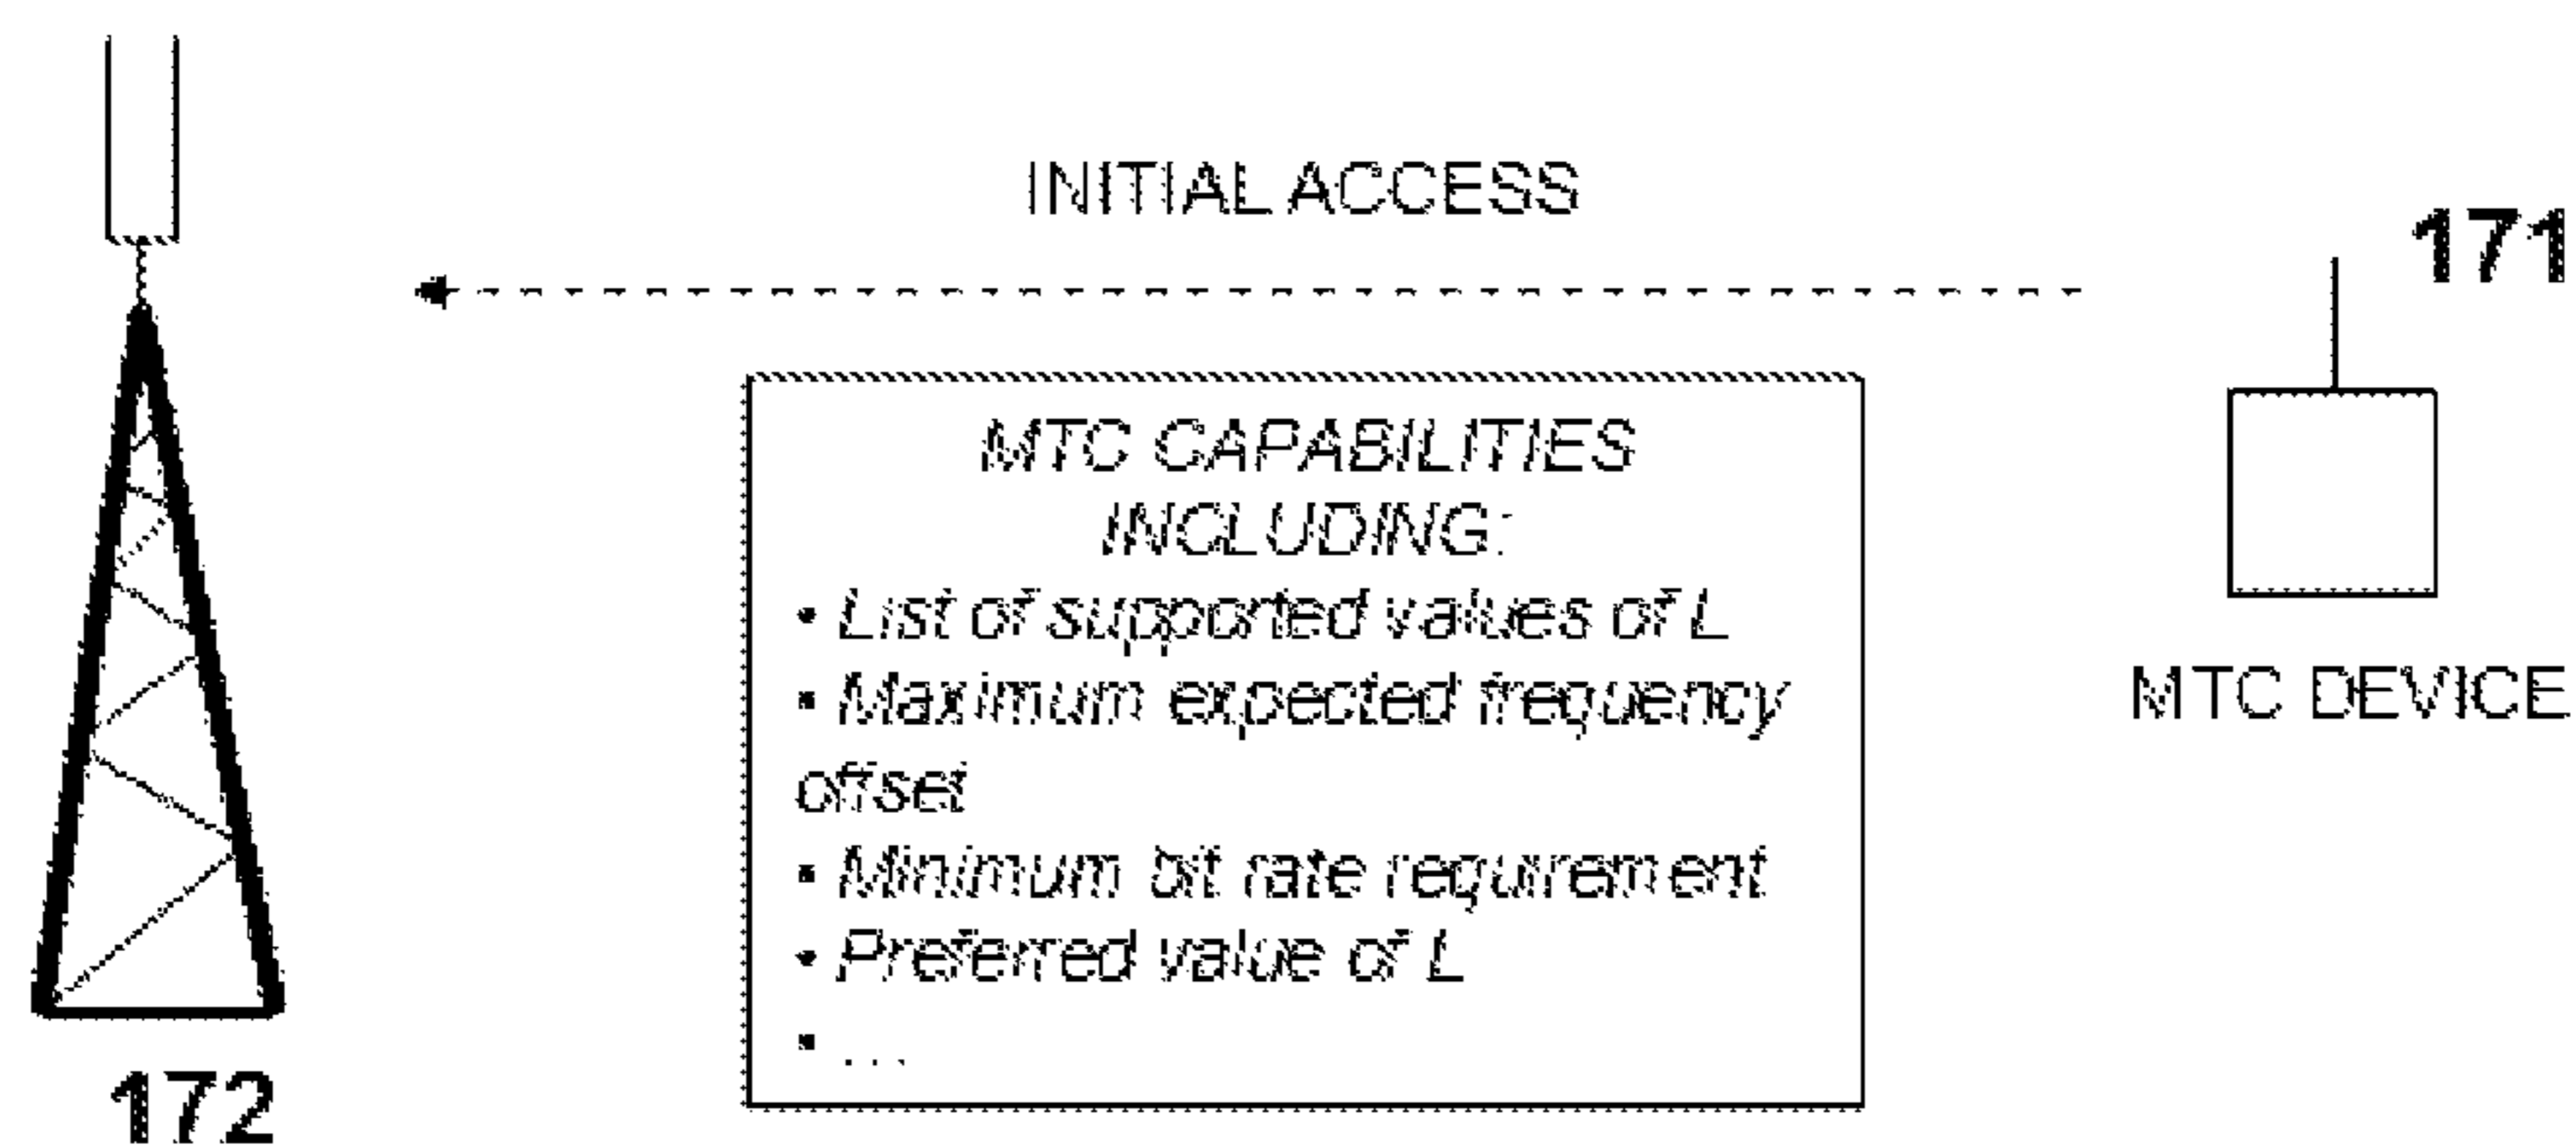 INITIAL ACCESS
171
MTC CAPABILITIES
INCLUDING:
• List of supported values of L
▪ Maximum expected frequency
offset
▪ Minimum bit rate requirement
• Preferred value of L
▪ ...
MTC DEVICE
172